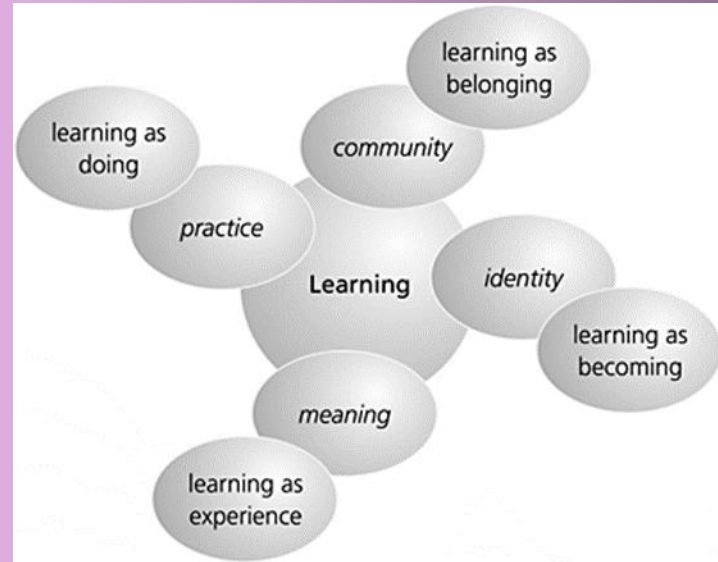 learning as
belonging
community
learning as
doing
practice
Learning
identity
learning as
becoming
meaning
learning as
experience